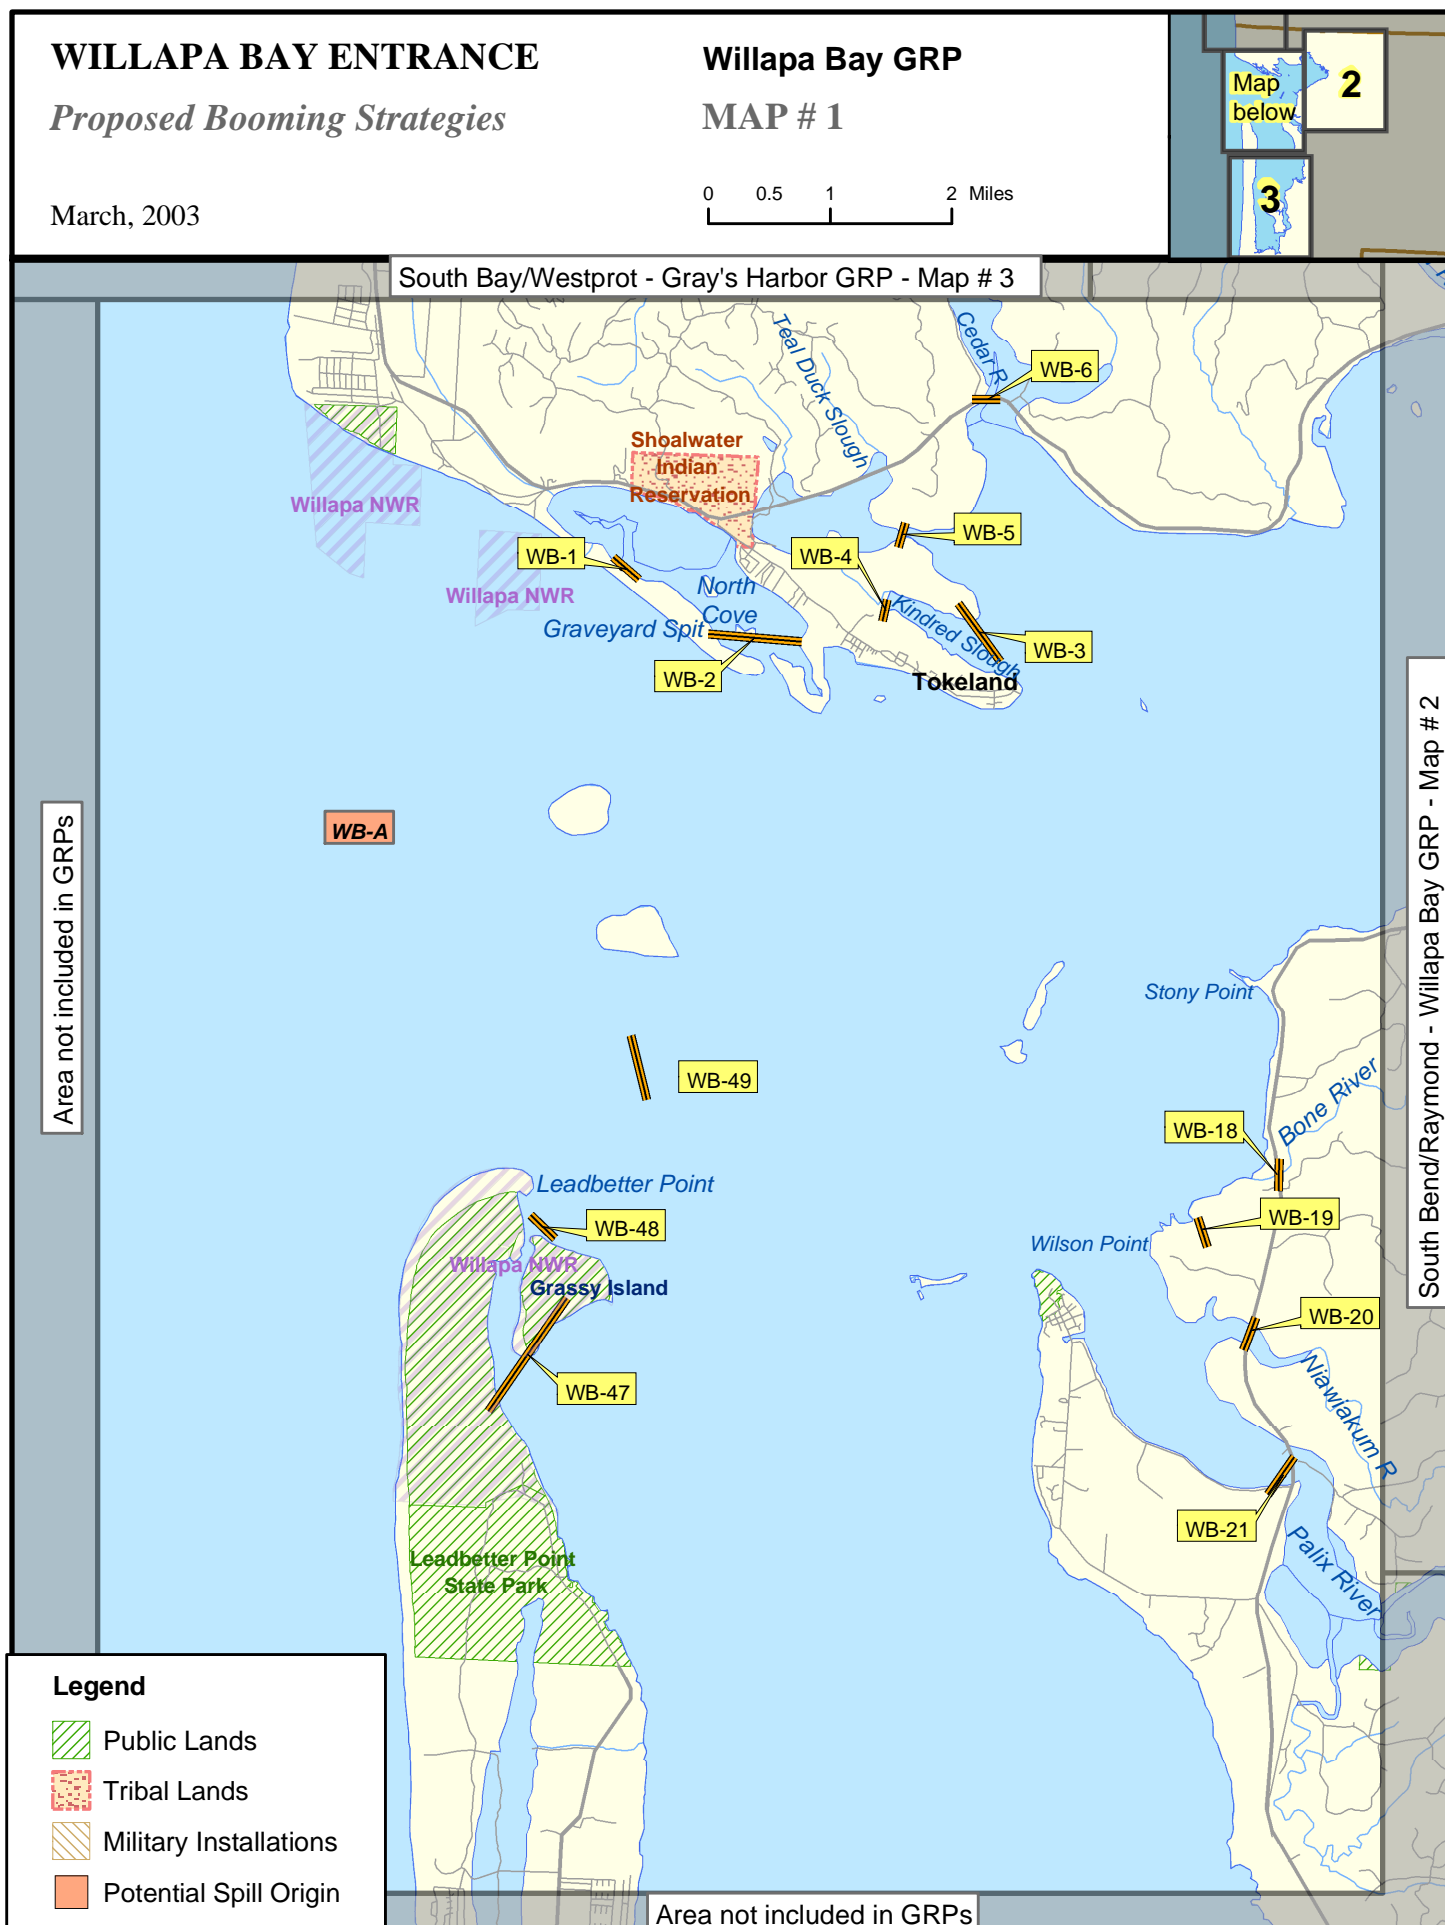 WILLAPA BAY ENTRANCE
Proposed Booming Strategies
March, 2003
Willapa Bay GRP
MAP # 1
0 0.5 1 2 Miles
Map
below
2
3
South Bay/Westprot - Gray's Harbor GRP - Map # 3
Cedar R
WB-6
Teal Duck Slough
Shoalwater
Indian
Reservation
Willapa NWR
WB-5
WB-1
WB-4
Willapa NWR
North
Cove
Kindred Slough
Graveyard Spit
WB-3
WB-2
Tokeland
WB-A
Area not included in GRPs
South Bend/Raymond - Willapa Bay GRP - Map # 2
Stony Point
WB-49
Bone River
WB-18
Leadbetter Point
WB-48
WB-19
Wilson Point
Willapa NWR
Grassy Island
WB-20
WB-47
Niawiakum R
WB-21
Palix River
Leadbetter Point
State Park
Legend
Public Lands
Tribal Lands
Military Installations
Potential Spill Origin
Area not included in GRPs